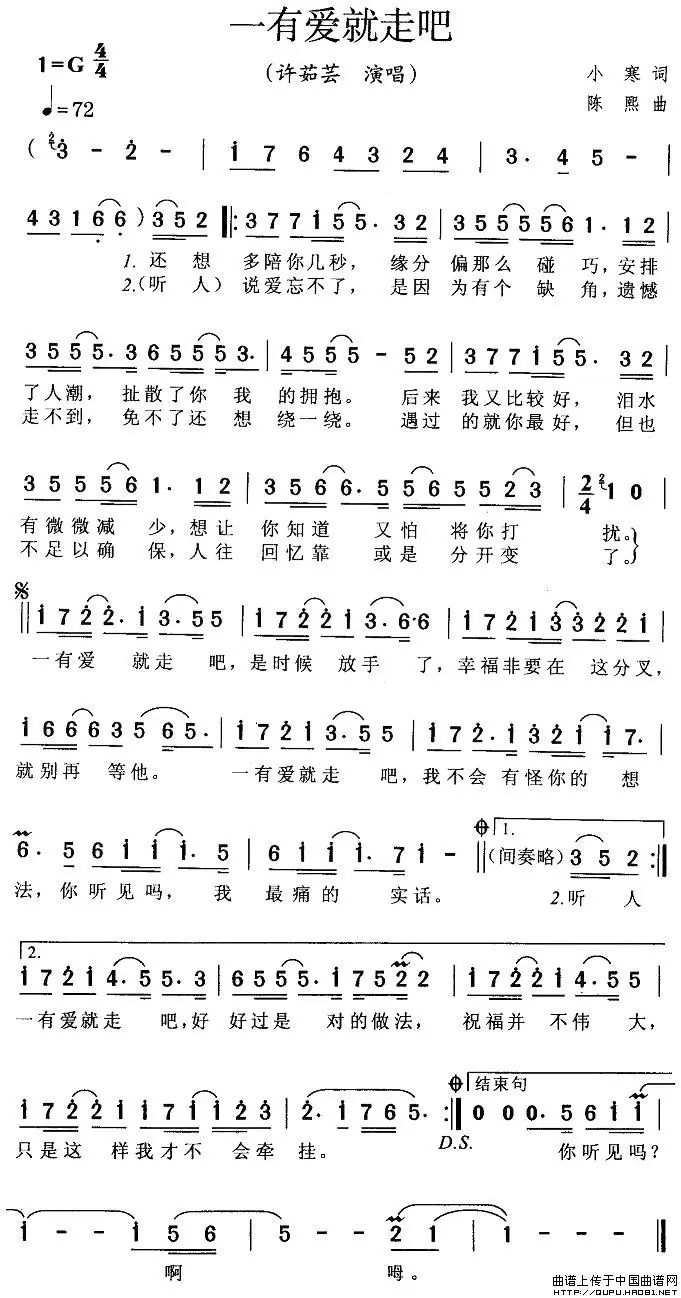 一有爱就走吧
1=G 4/4
(许茹芸 演唱)
小寒词
♩=72
陈熙曲
( 3 - 2 - | 1 7 6 4 3 2 4 | 3. 4 5 - |
4 3 1 6 6 ) 3 5 2 |: 3 7 7 1 5 5. 3 2 | 3 5 5 5 5 6 1. 1 2 |
1. 还想 多陪你几秒, 缘分 偏那么 碰 巧,安排
2.(听人) 说爱忘不了, 是因 为有个 缺 角,遗憾
3 5 5 5. 3 6 5 5 5 3. | 4 5 5 5 - 5 2 | 3 7 7 1 5 5. 3 2 |
了人潮, 扯散了你 我 的拥抱。 后来 我又比较好, 泪水
走不到, 免不了还 想 绕一绕。 遇过 的就你最好, 但也
3 5 5 5 6 1. 1 2 | 3 5 6 6. 5 5 6 5 5 2 3 | 2/4 2 1 0 |
有微微减 少,想让 你知道 又怕 将你打 扰。
不足以确 保,人往 回忆靠 或是 分开变 了。
𝄋
1 7 2 2. 1 3. 5 5 5 | 1 7 2 2 1 3. 6 6 6 | 1 7 2 1 3 3 2 2 1 |
一有爱 就走 吧,是时候 放手 了,幸福非要在 这分叉,
1 6 6 6 6 3 5 6 5. | 1 7 2 1 3. 5 5 5 | 1 7 2. 1 3 2 1 1 7. |
就别再 等他。 一有爱就走 吧,我不会 有怪你的 想
6. 5 6 1 1 1. 5 | 6 1 1 1. 7 1 - | (间奏略) 3 5 2 :|
1.
法,你听见吗, 我 最痛的 实话。 2.听 人
2.
1 7 2 1 4. 5 5 5. 3 | 6 5 5 5. 1 7 5 2 2 | 1 7 2 2 1 4. 5 5 5 |
一有爱就走 吧,好 好过是 对的做法, 祝福并 不伟 大,
结束句
1 7 2 2 1 1 7 1 1 2 3 | 2. 1 7 6 5. :| 0 0 0. 5 6 1 1 |
D.S.
只是这 样我才不 会牵 挂。 你听见吗?
1 - - 1 5 6 | 5 - - 2 1 | 1 - - - |
啊 呣。
曲谱上传于中国曲谱网
HTTP://QUPU.HAO81.NET